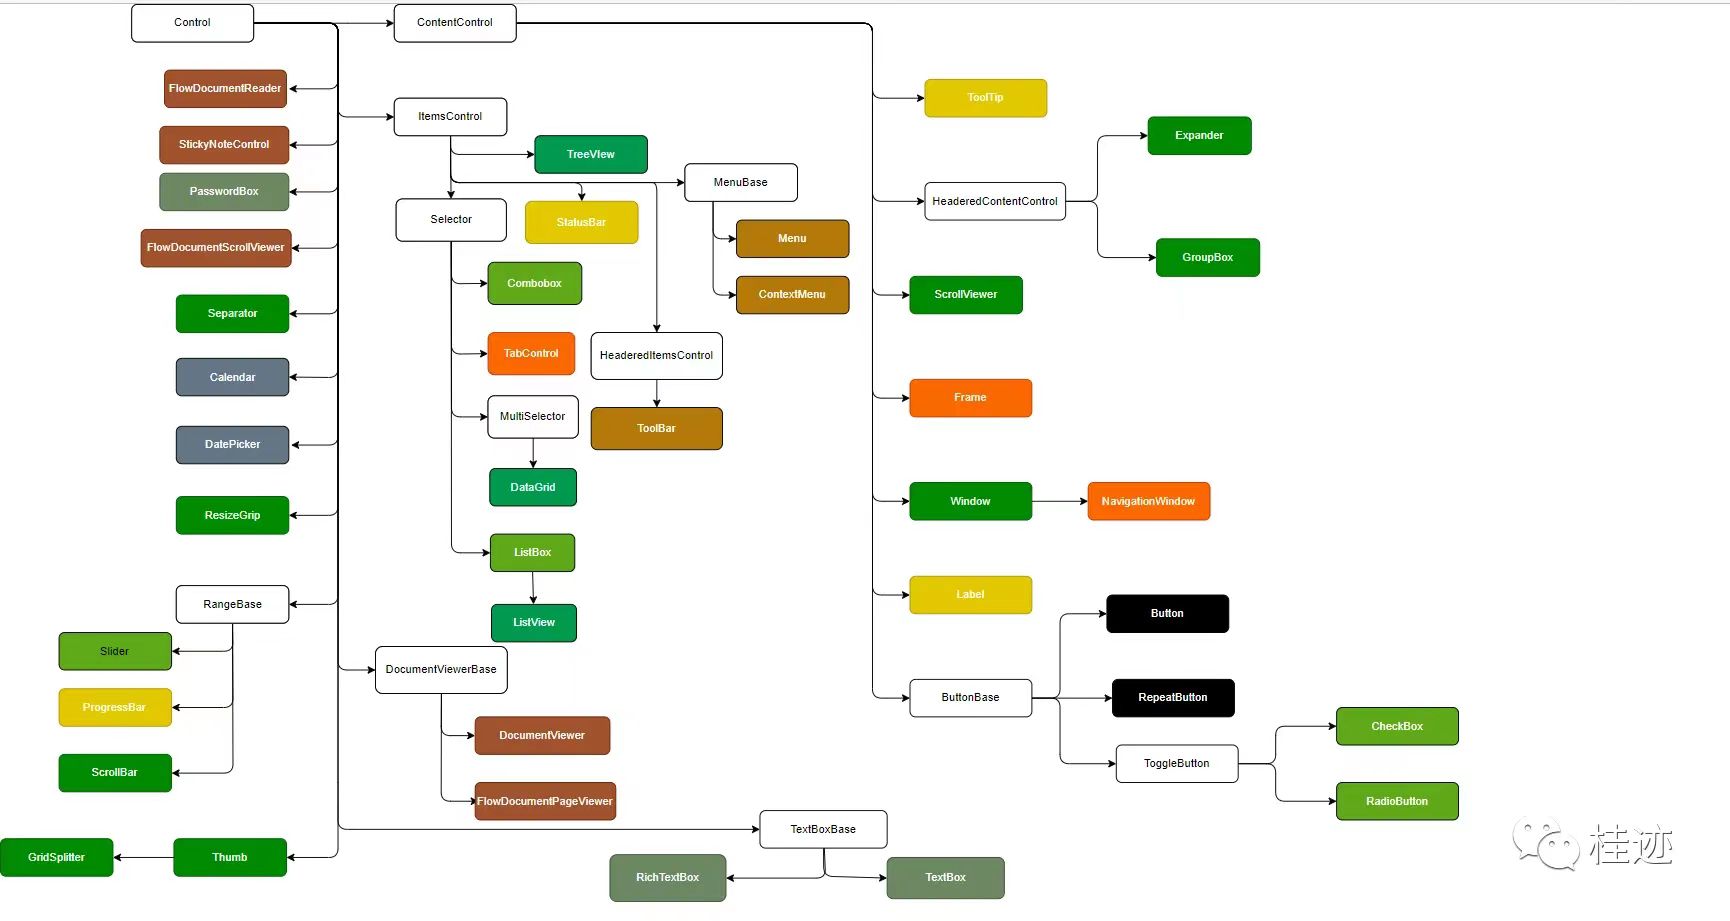 Control
ContentControl
FlowDocumentReader
ToolTip
ItemsControl
Expander
StickyNoteControl
TreeVIew
MenuBase
PasswordBox
HeaderedContentControl
Selector
StatusBar
Menu
FlowDocumentScrollViewer
GroupBox
Combobox
ContextMenu
ScrollViewer
Separator
TabControl
HeaderedItemsControl
Calendar
Frame
MultiSelector
ToolBar
DatePicker
DataGrid
Window
NavigationWindow
ResizeGrip
ListBox
Label
RangeBase
Button
ListView
Slider
DocumentViewerBase
ButtonBase
RepeatButton
ProgressBar
CheckBox
DocumentViewer
ToggleButton
ScrollBar
FlowDocumentPageViewer
RadioButton
TextBoxBase
桂迹
GridSplitter
Thumb
RichTextBox
TextBox